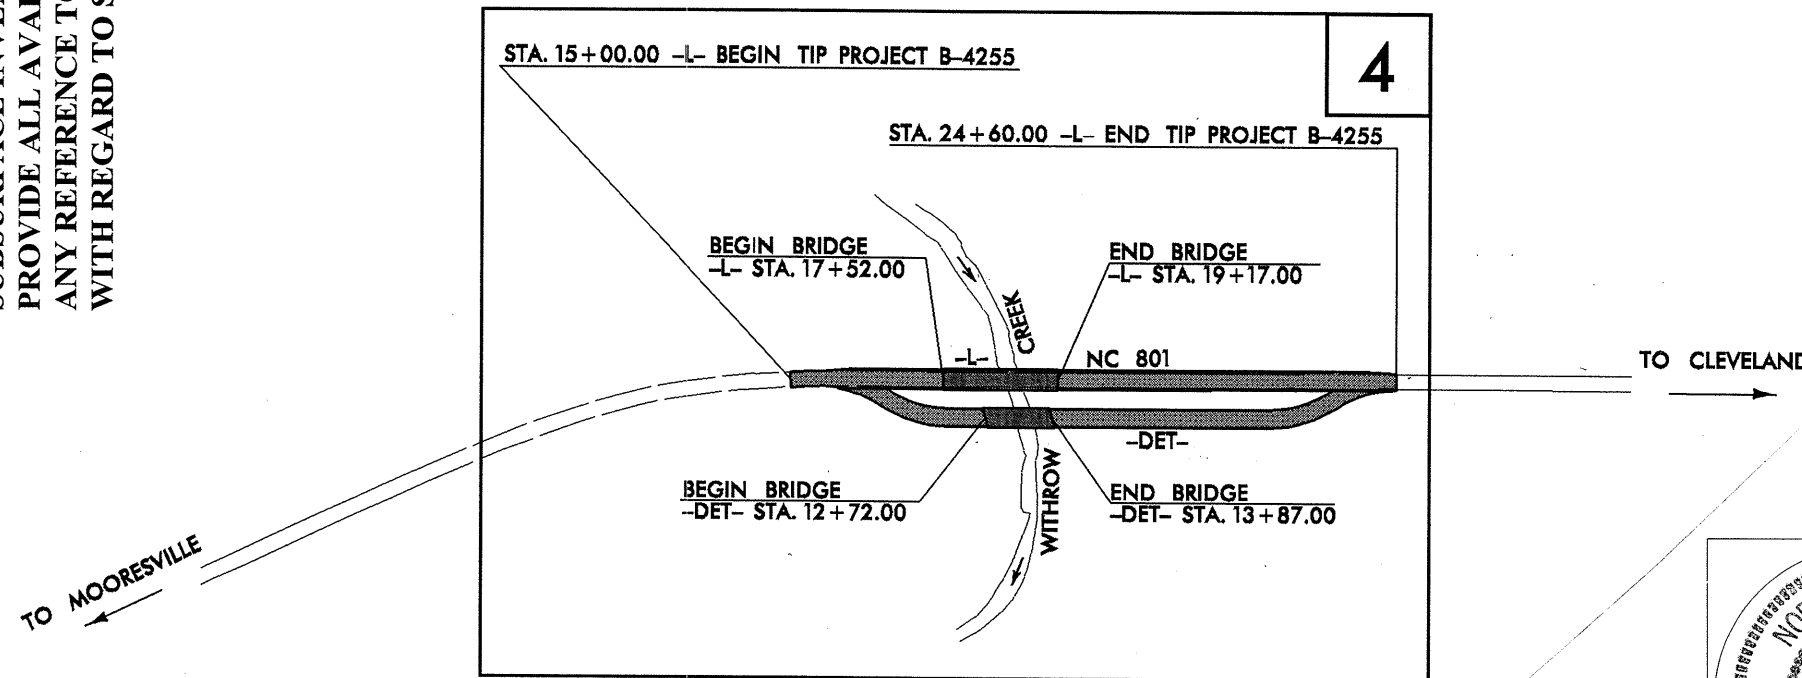 PROVIDE ALL
ANY REFERENCE
WITH REGARD TO
STA. 15+00.00 -L- BEGIN TIP PROJECT B-4255
4
STA. 24+60.00 -L- END TIP PROJECT B-4255
BEGIN BRIDGE
-L- STA. 17+52.00
END BRIDGE
-L- STA. 19+17.00
CREEK
-L-
NC 801
TO CLEVELAND
-DET-
BEGIN BRIDGE
-DET- STA. 12+72.00
END BRIDGE
-DET- STA. 13+87.00
WITHROW
TO MOORESVILLE